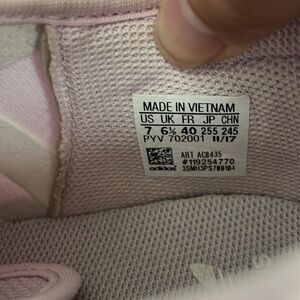 MADE IN VIETNAM
US UK FR JP CHN
7 6½ 40 255 245
PYV 702001 11/17
ART AC8435
#119254770
adidas 3SMH3PS700104